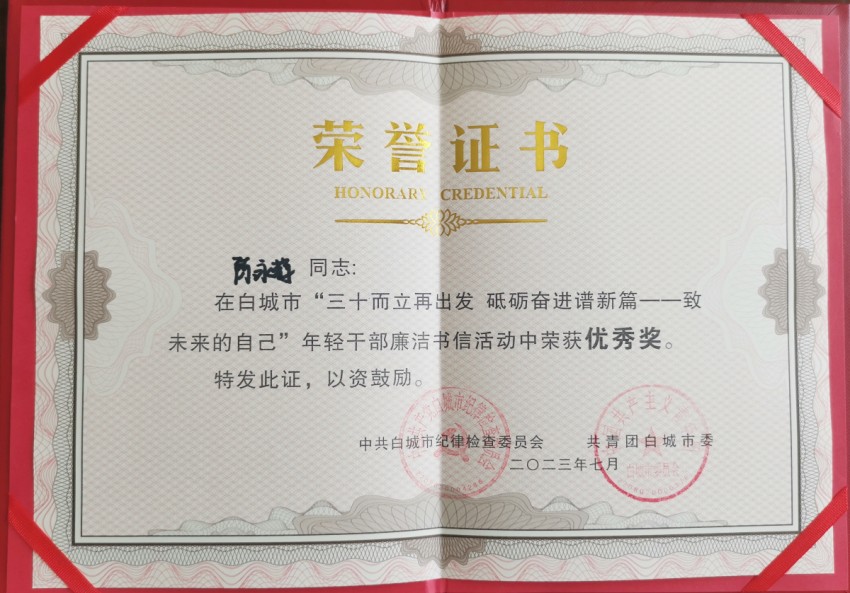 荣誉证书
HONORARY CREDENTIAL
同志:
在白城市“三十而立再出发 砥砺奋进谱新篇——致
未来的自己”年轻干部廉洁书信活动中荣获优秀奖。
特发此证，以资鼓励。
中共白城市纪律检查委员会 共青团白城市委
二〇二三年七月